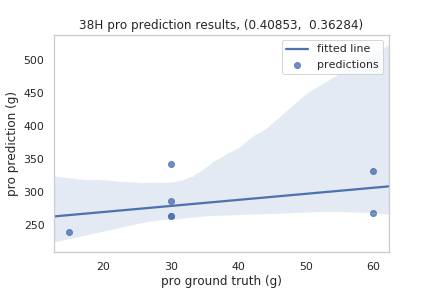 38H pro prediction results, (0.40853,  0.36284)
fitted line
predictions
500
450
400
350
300
250
pro prediction (g)
20
30
40
50
60
pro ground truth (g)